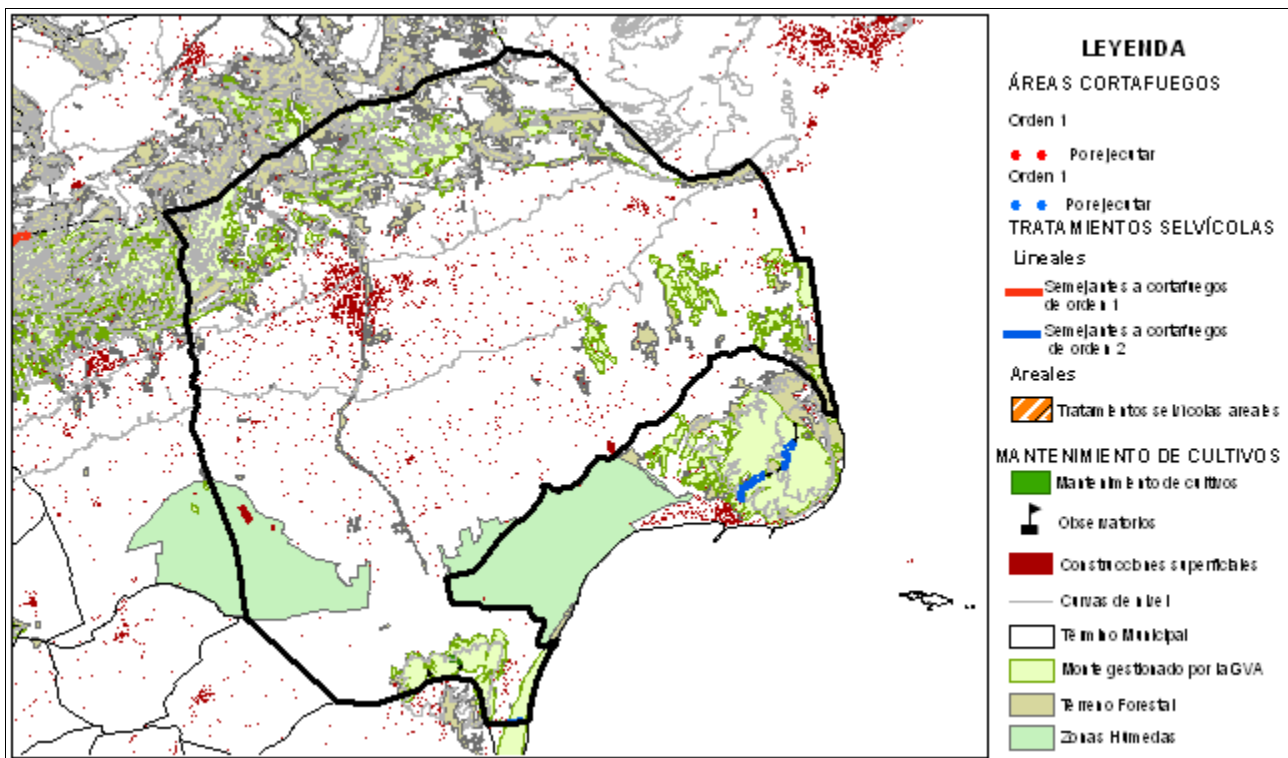 LEYENDA
ÁREAS CORTAFUEGOS
Orden 1
Por ejecutar
Orden 1
Por ejecutar
TRATAMIENTOS SELVÍCOLAS
Lineales
Semejantes a cortafuegos
de orden 1
Semejantes a cortafuegos
de orden 2
Areales
Tratamientos selvícolas areales
MANTENIMIENTO DE CULTIVOS
Mantenimiento de cultivos
Observatorios
Construcciones superficiales
Curvas de nivel
Término Municipal
Monte gestionado por la GVA
Terreno Forestal
Zonas Húmedas